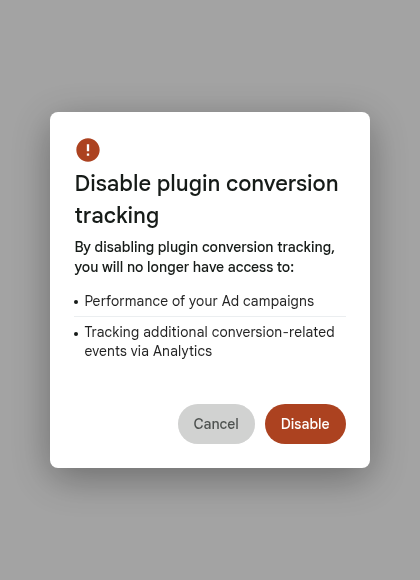 Disable plugin conversion
tracking
By disabling plugin conversion tracking,
you will no longer have access to:
• Performance of your Ad campaigns
• Tracking additional conversion-related
events via Analytics
Cancel Disable